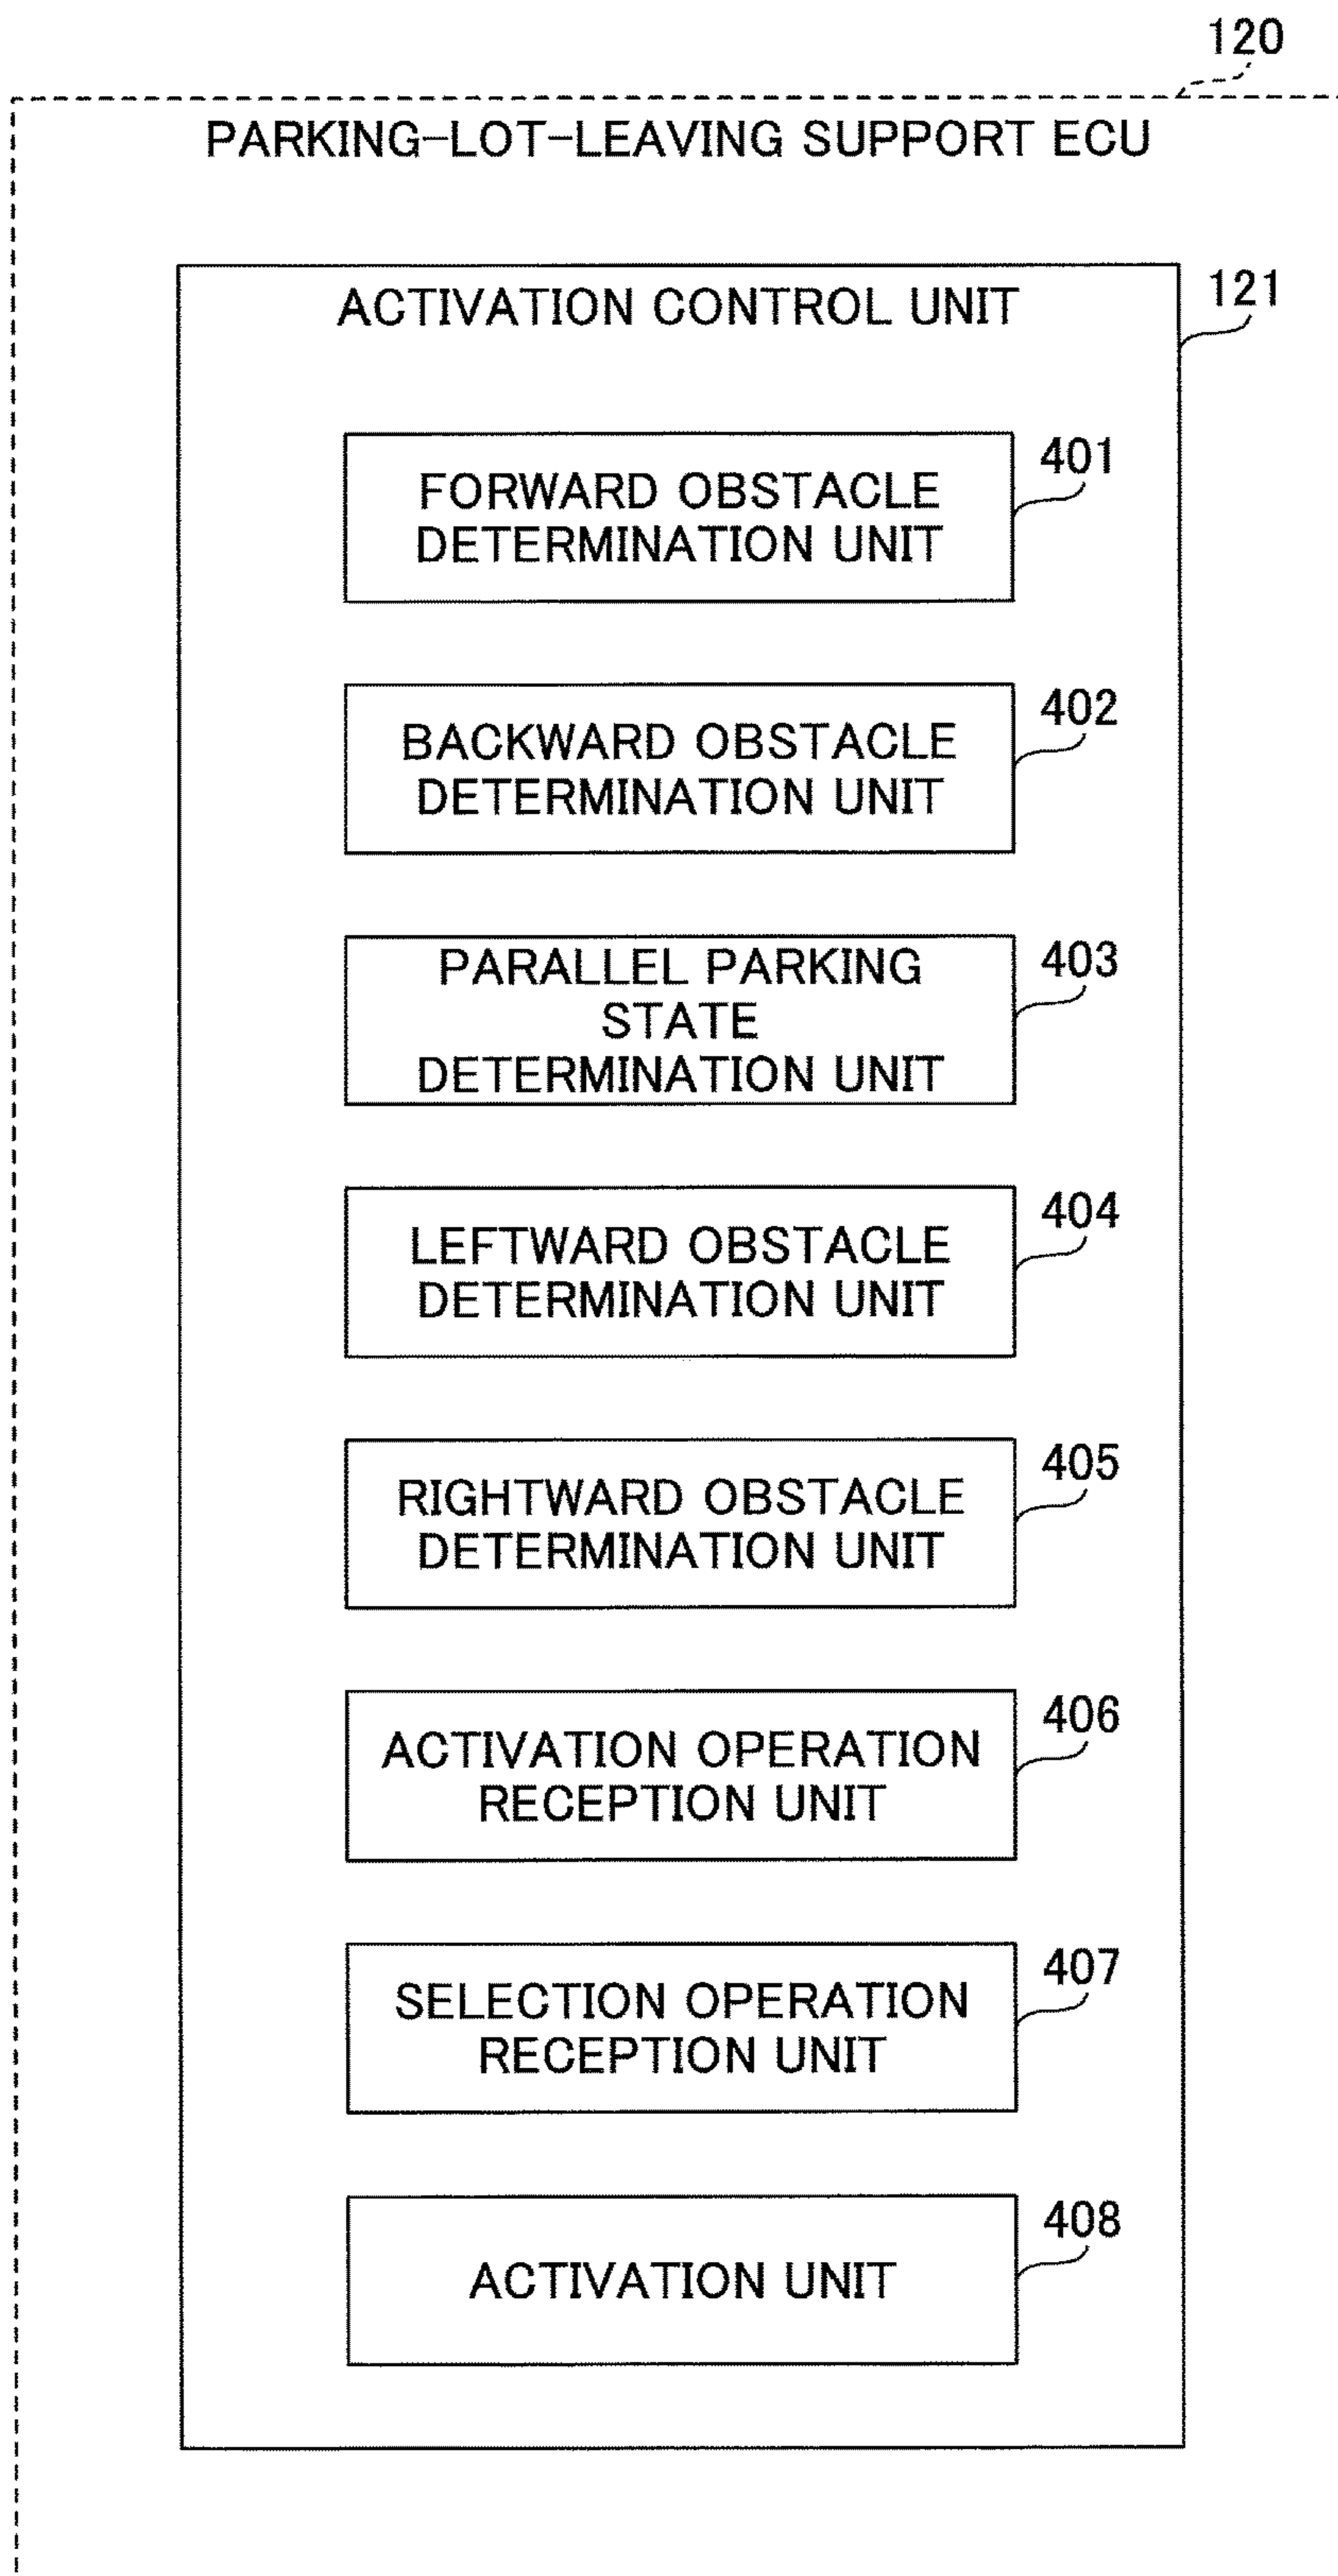 120
PARKING-LOT-LEAVING SUPPORT ECU
121
ACTIVATION CONTROL UNIT
401
FORWARD OBSTACLE
DETERMINATION UNIT
402
BACKWARD OBSTACLE
DETERMINATION UNIT
403
PARALLEL PARKING
STATE
DETERMINATION UNIT
404
LEFTWARD OBSTACLE
DETERMINATION UNIT
405
RIGHTWARD OBSTACLE
DETERMINATION UNIT
406
ACTIVATION OPERATION
RECEPTION UNIT
407
SELECTION OPERATION
RECEPTION UNIT
408
ACTIVATION UNIT